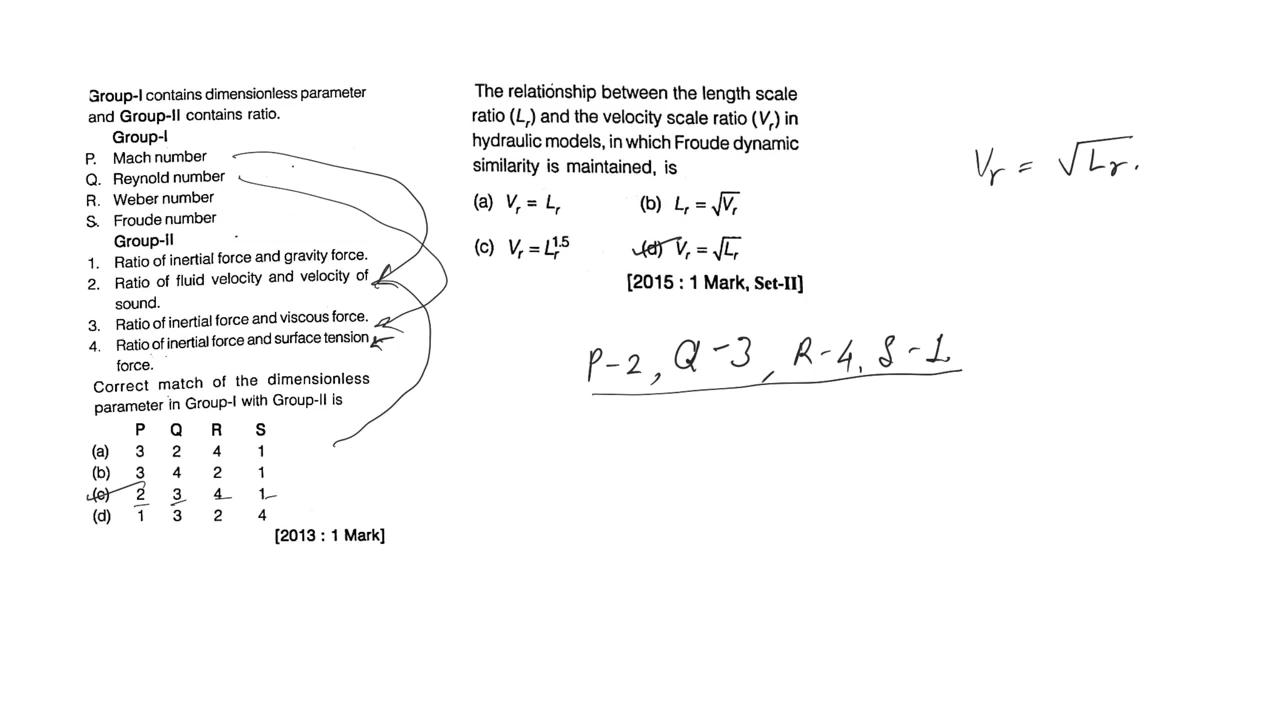 Group-I contains dimensionless parameter
and Group-II contains ratio.
Group-I
P. Mach number
Q. Reynold number
R. Weber number
S. Froude number
Group-II
1. Ratio of inertial force and gravity force.
2. Ratio of fluid velocity and velocity of
sound.
3. Ratio of inertial force and viscous force.
4. Ratio of inertial force and surface tension
force.
Correct match of the dimensionless
parameter in Group-I with Group-II is
P Q R S
(a) 3 2 4 1
(b) 3 4 2 1
(c) 2 3 4 1
(d) 1 3 2 4
[2013 : 1 Mark]
The relationship between the length scale
ratio (Lr) and the velocity scale ratio (Vr) in
hydraulic models, in which Froude dynamic
similarity is maintained, is
(a) Vr = Lr (b) Lr = √Vr
(c) Vr = Lr^1.5 (d) Vr = √Lr
[2015 : 1 Mark, Set-II]
Vr = √Lr.
P-2, Q-3, R-4, S-1